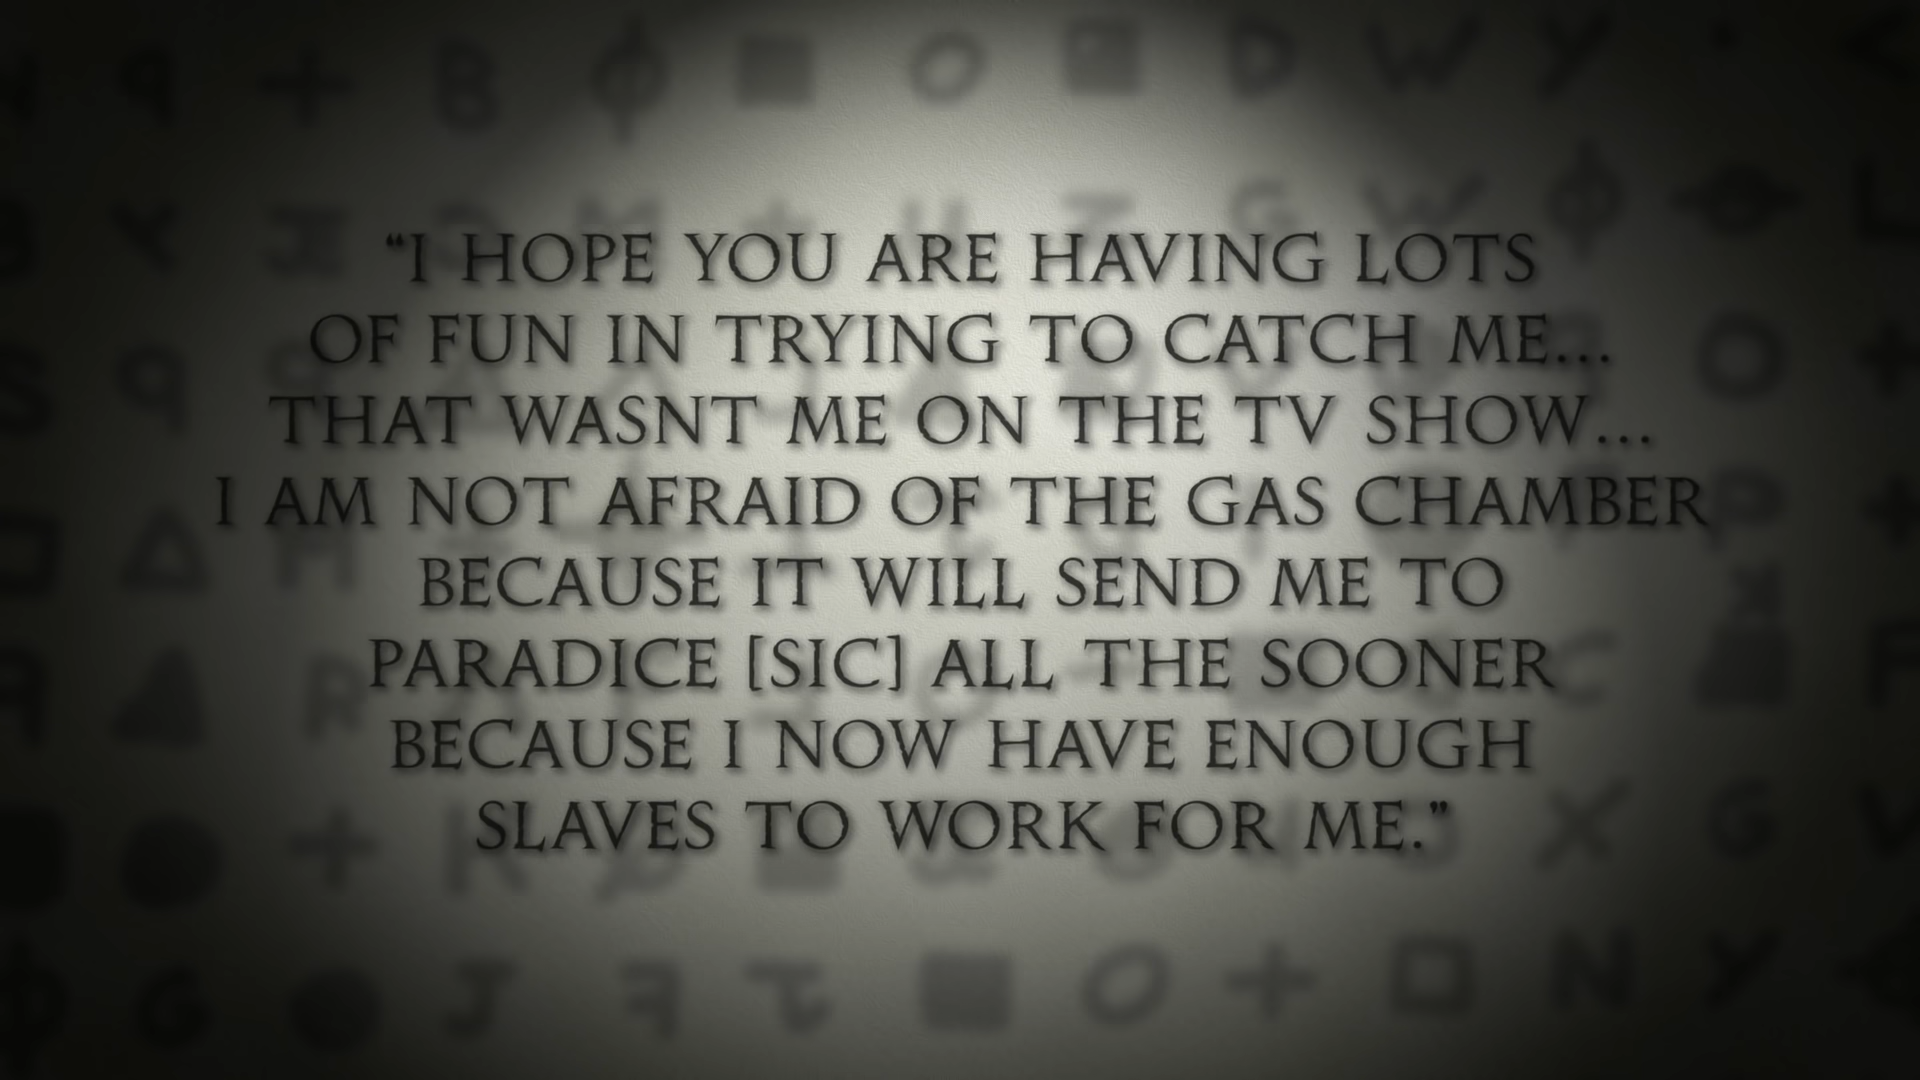 “I HOPE YOU ARE HAVING LOTS
OF FUN IN TRYING TO CATCH ME...
THAT WASNT ME ON THE TV SHOW...
I AM NOT AFRAID OF THE GAS CHAMBER
BECAUSE IT WILL SEND ME TO
PARADICE [SIC] ALL THE SOONER
BECAUSE I NOW HAVE ENOUGH
SLAVES TO WORK FOR ME.”